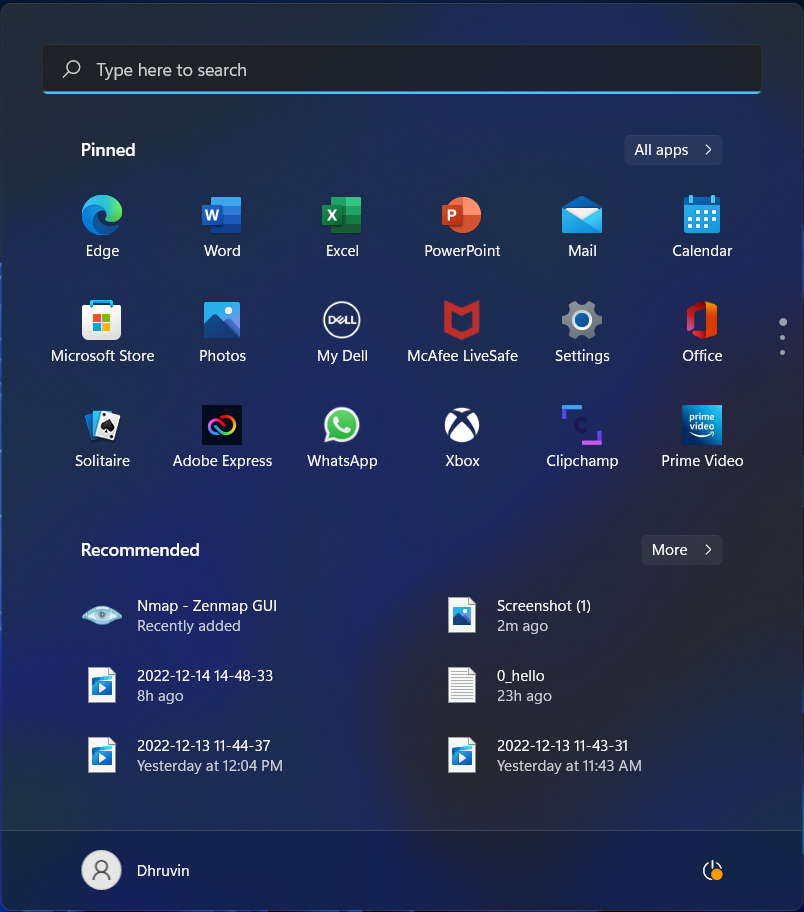 Type here to search
Pinned
All apps
Edge
Word
Excel
PowerPoint
Mail
Calendar
Microsoft Store
Photos
My Dell
McAfee LiveSafe
Settings
Office
Solitaire
Adobe Express
WhatsApp
Xbox
Clipchamp
Prime Video
Recommended
More
Nmap - Zenmap GUI
Recently added
Screenshot (1)
2m ago
2022-12-14 14-48-33
8h ago
0_hello
23h ago
2022-12-13 11-44-37
Yesterday at 12:04 PM
2022-12-13 11-43-31
Yesterday at 11:43 AM
Dhruvin
W
X
P
DELL
C
prime
video